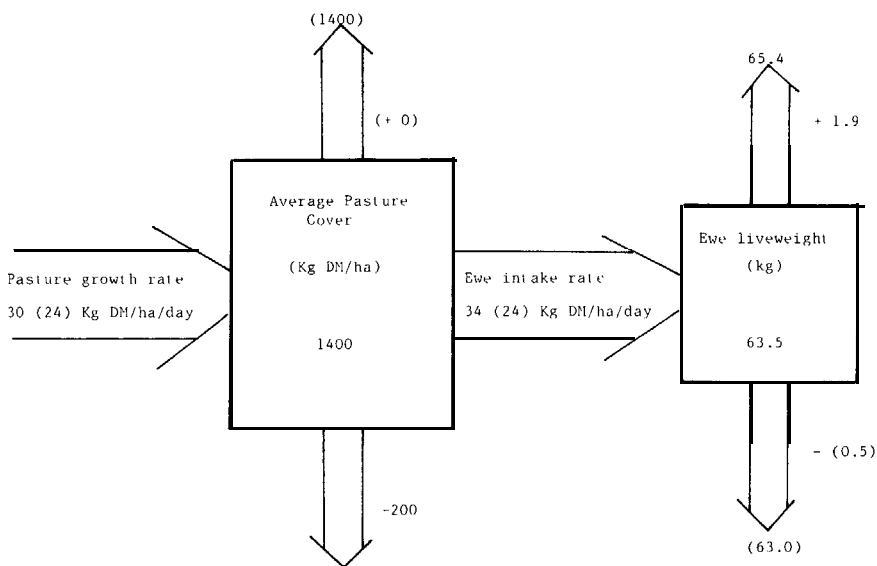 (1400)
65.4
(+ 0)
+ 1.9
Average Pasture
Cover
(Kg DM/ha)
1400
Pasture growth rate
30 (24) Kg DM/ha/day
Ewe intake rate
34 (24) Kg DM/ha/day
Ewe liveweight
(kg)
63.5
-200
- (0.5)
(63.0)